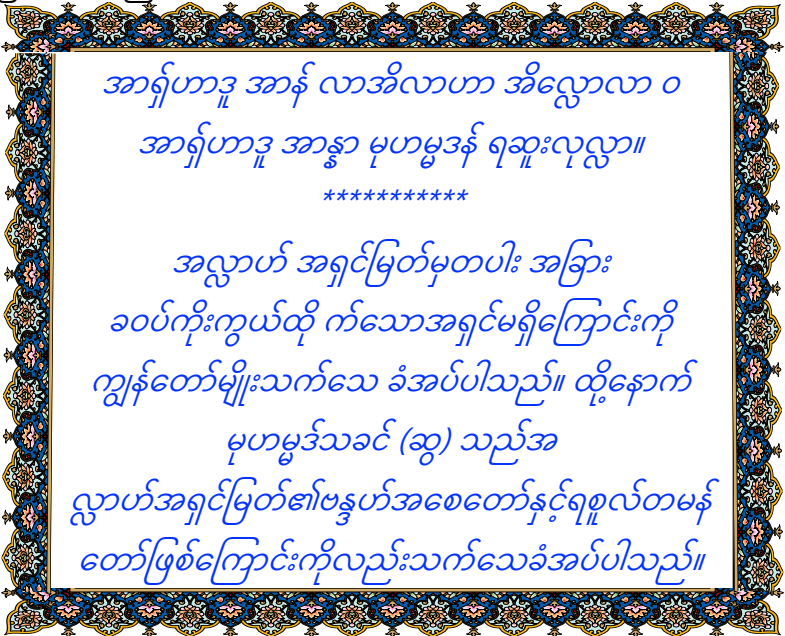 အာရှ်ဟာဒူ အာန် လာအိလာဟာ အိလ္လောလာ ဝ
အာရှ်ဟာဒူ အာန္နာ မုဟမ္မဒန် ရဆူးလုလ္လာ။
***********
အလ္လာဟ် အရှင်မြတ်မှတပါး အခြား
ခဝပ်ကိုးကွယ်ထို က်သောအရှင်မရှိကြောင်းကို
ကျွန်တော်မျိုးသက်သေ ခံအပ်ပါသည်။ ထို့နောက်
မုဟမ္မဒ်သခင် (ဆွ) သည်အ
လ္လာဟ်အရှင်မြတ်၏ဗန္ဒဟ်အစေတော်နှင့်ရစူလ်တမန်
တော်ဖြစ်ကြောင်းကိုလည်းသက်သေခံအပ်ပါသည်။